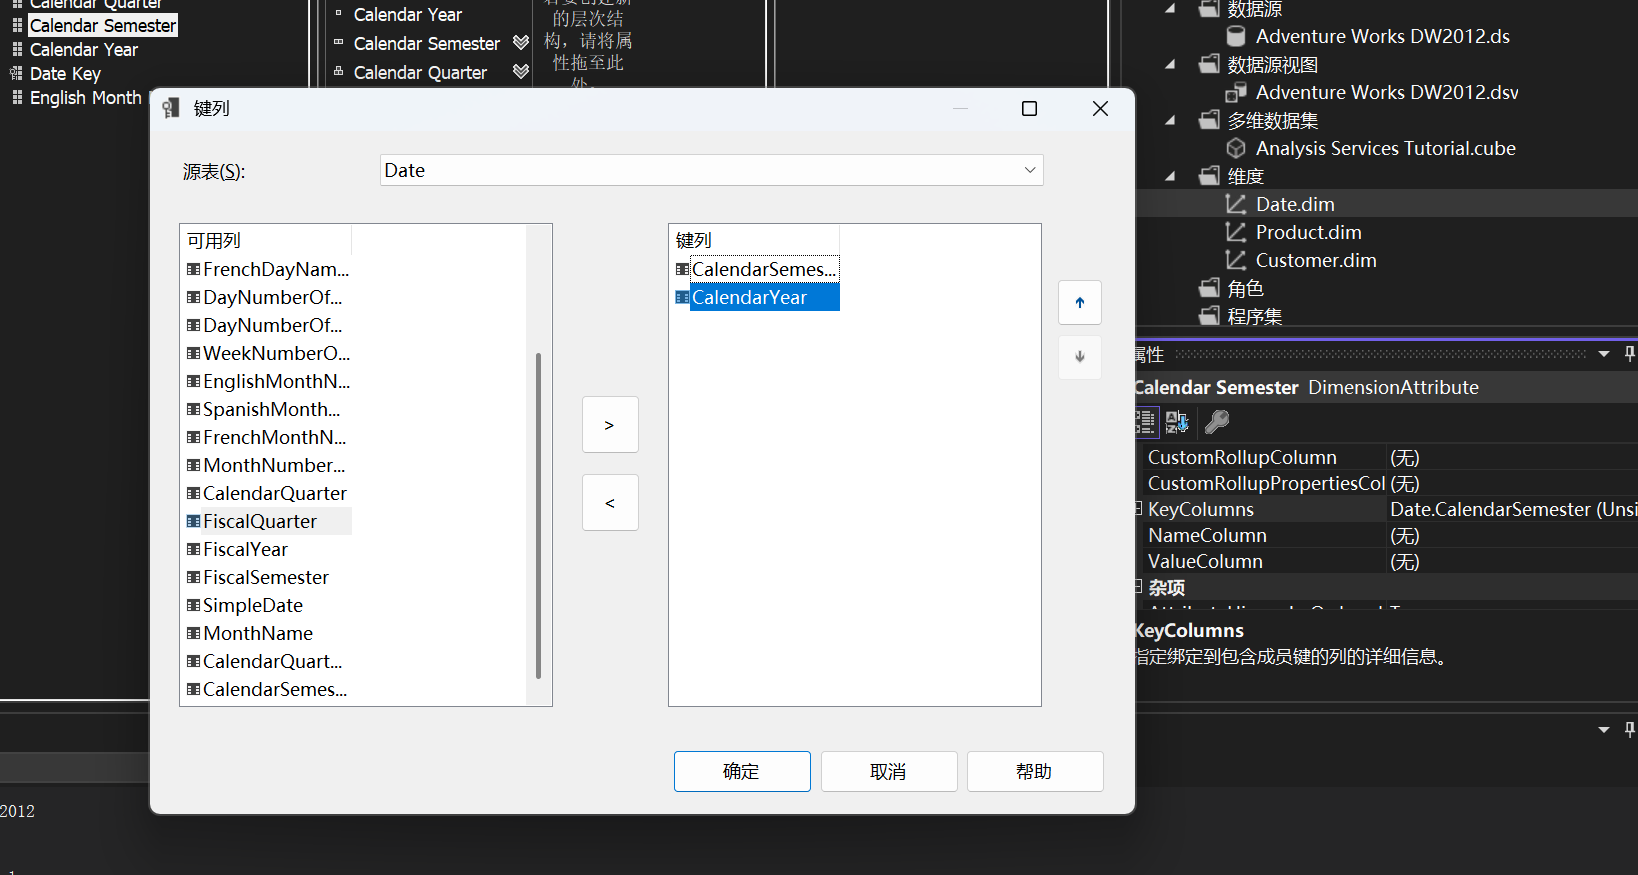 Calendar Quarter
Calendar Semester
Calendar Year
Date Key
English Month
Calendar Year
Calendar Semester
Calendar Quarter
的层次结
构，请将属
性拖至此
处。
数据源
Adventure Works DW2012.ds
数据源视图
Adventure Works DW2012.dsv
多维数据集
Analysis Services Tutorial.cube
维度
Date.dim
Product.dim
Customer.dim
角色
程序集
键列
源表(S):
Date
可用列
FrenchDayNam...
DayNumberOf...
DayNumberOf...
WeekNumberO...
EnglishMonthN...
SpanishMonth...
FrenchMonthN...
MonthNumber...
CalendarQuarter
FiscalQuarter
FiscalYear
FiscalSemester
SimpleDate
MonthName
CalendarQuart...
CalendarSemes...
>
<
键列
CalendarSemes...
CalendarYear
确定
取消
帮助
属性
Calendar Semester DimensionAttribute
CustomRollupColumn (无)
CustomRollupPropertiesCol (无)
KeyColumns Date.CalendarSemester (Unsi
NameColumn (无)
ValueColumn (无)
杂项
KeyColumns
指定绑定到包含成员键的列的详细信息。
2012